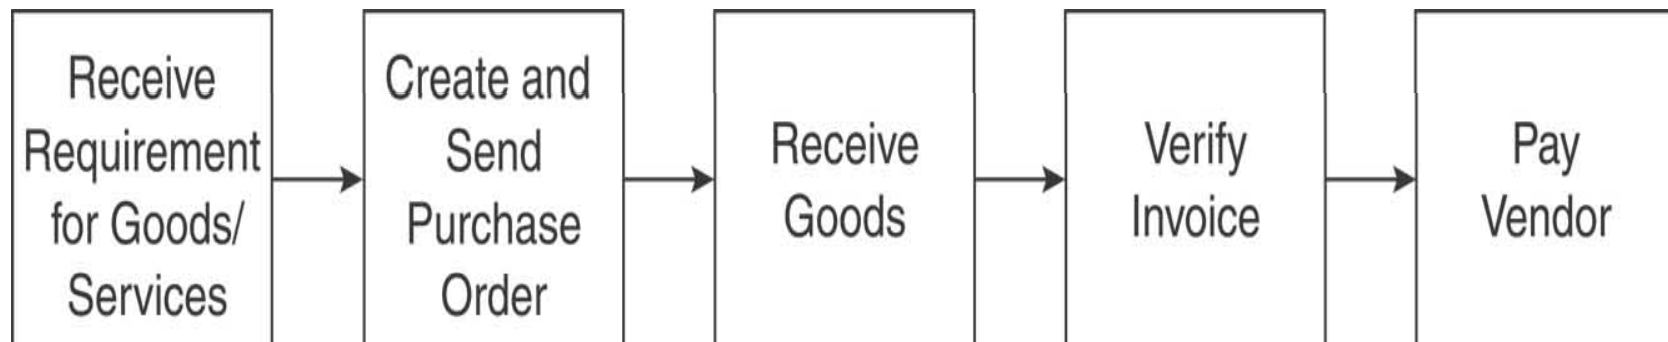 Receive
Requirement
for Goods/
Services
Create and
Send
Purchase
Order
Receive
Goods
Verify
Invoice
Pay
Vendor